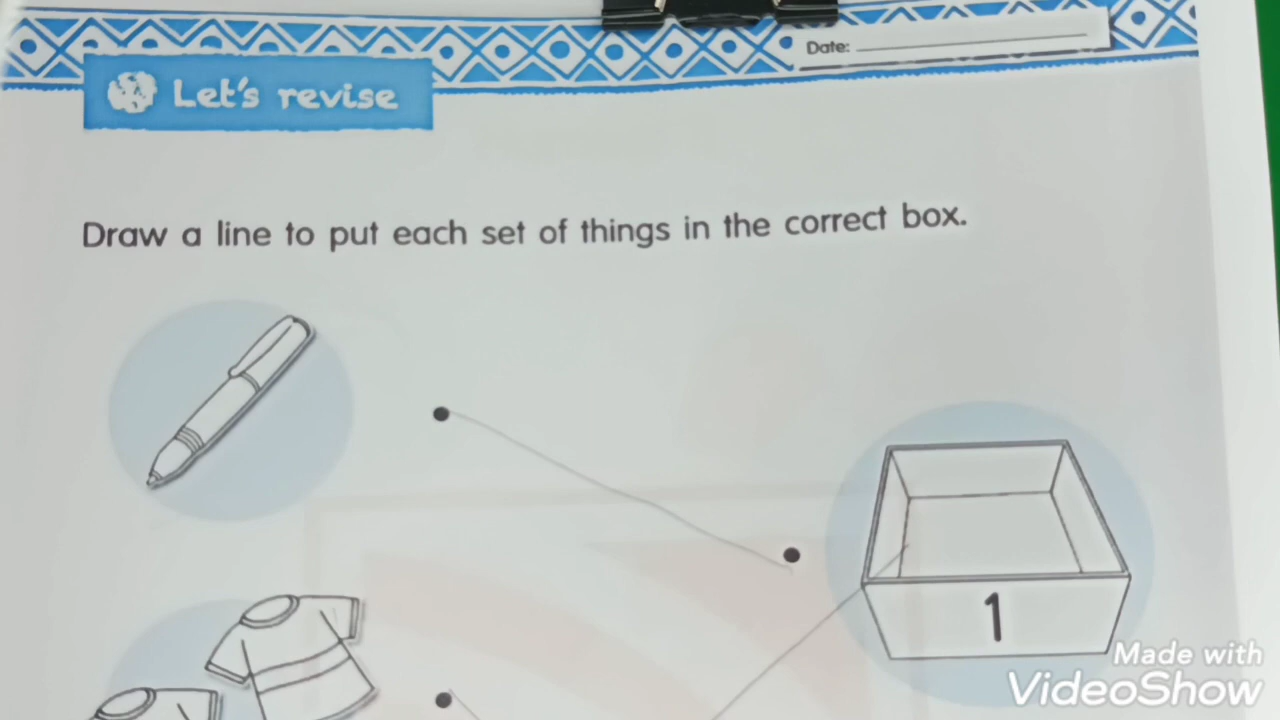 Date:
Let's revise
Draw a line to put each set of things in the correct box.
1
Made with
VideoShow